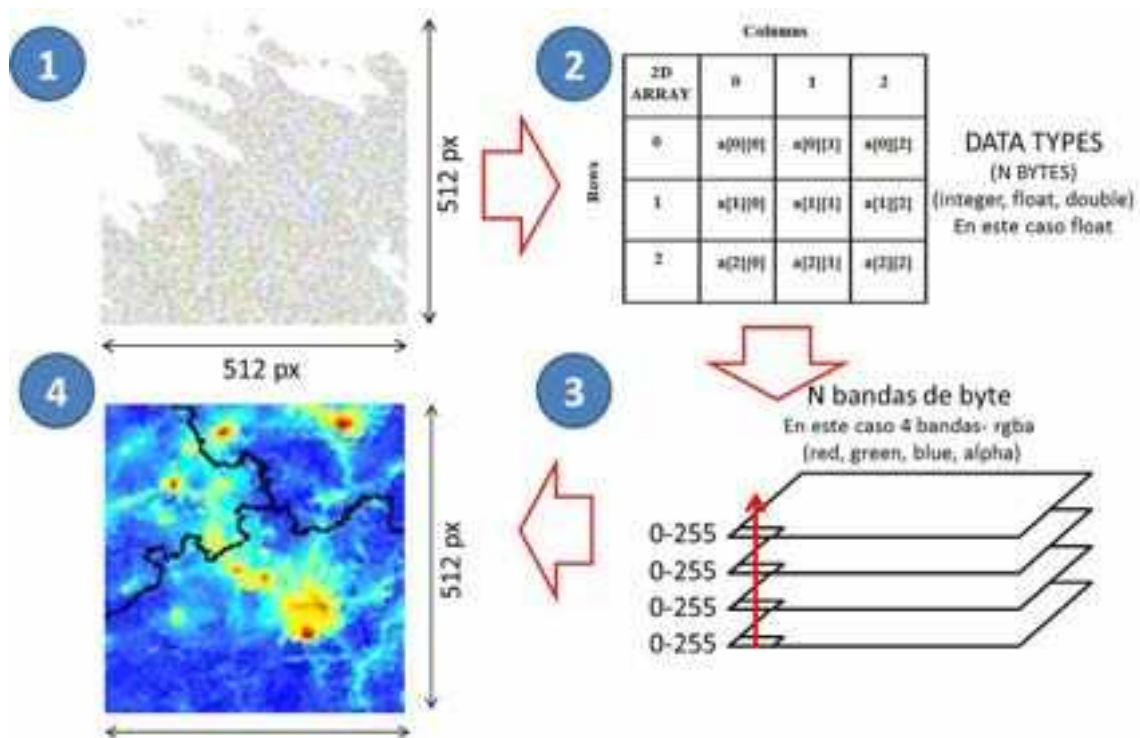 1
512 px
512 px
2
Columns
2D
ARRAY
0
1
2
Rows
0
a[0][0]
a[0][1]
a[0][2]
1
a[1][0]
a[1][1]
a[1][2]
2
a[2][0]
a[2][1]
a[2][2]
DATA TYPES
(N BYTES)
(integer, float, double)
En este caso float
3
N bandas de byte
En este caso 4 bandas- rgba
(red, green, blue, alpha)
0-255
0-255
0-255
0-255
4
512 px